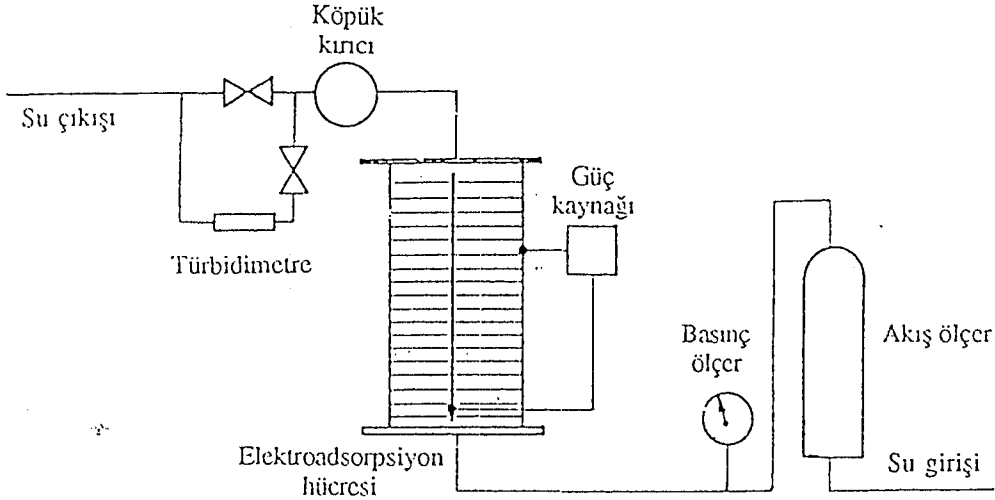 Köpük
kırıcı
Su çıkışı
Türbidimetre
Güç
kaynağı
Basınç
ölçer
Akış ölçer
Su girişi
Elektroadsorpsiyon
hücresi